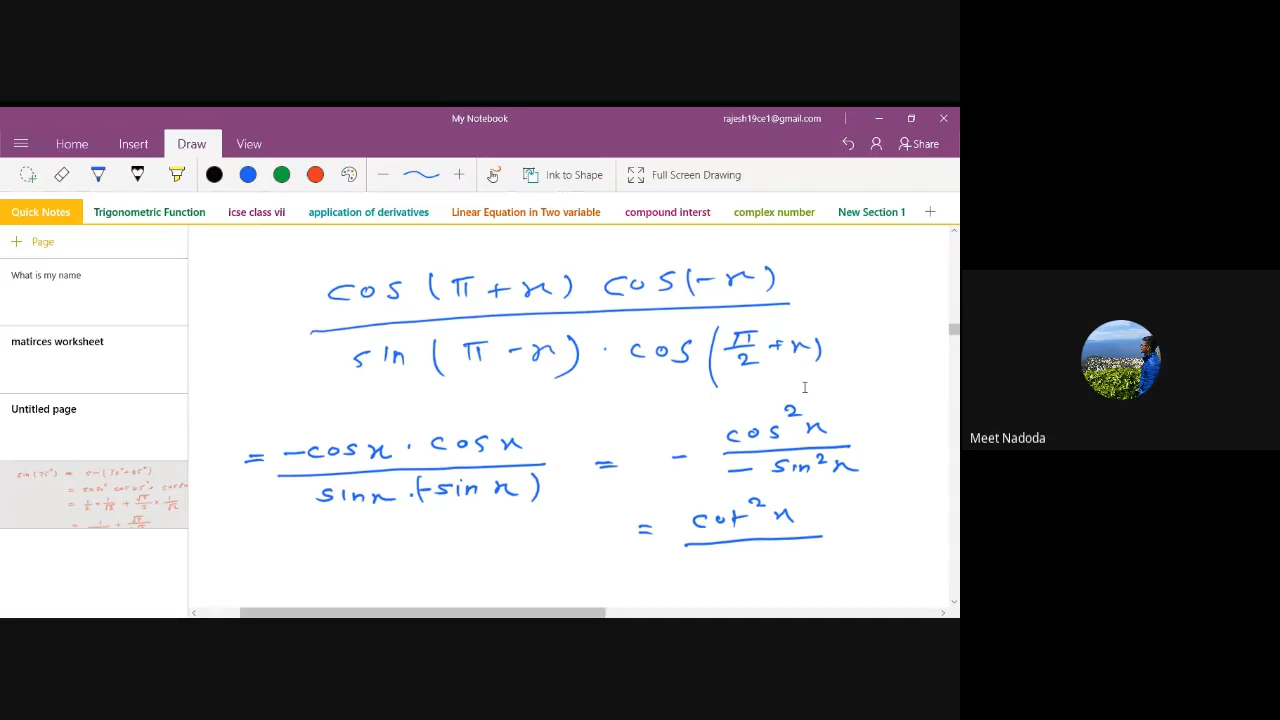 My Notebook
rajesh19ce1@gmail.com
Home Insert Draw View
Share
Ink to Shape Full Screen Drawing
Quick Notes Trigonometric Function icse class vii application of derivatives Linear Equation in Two variable compound interst complex number New Section 1
Page
What is my name
matirces worksheet
Untitled page
cos (π + x) cos(-x)
sin (π - x) · cos (π/2 + x)
= -cosx · cosx / sinx · (-sin x) = - cos²x / - sin²x
= cot²x
Meet Nadoda